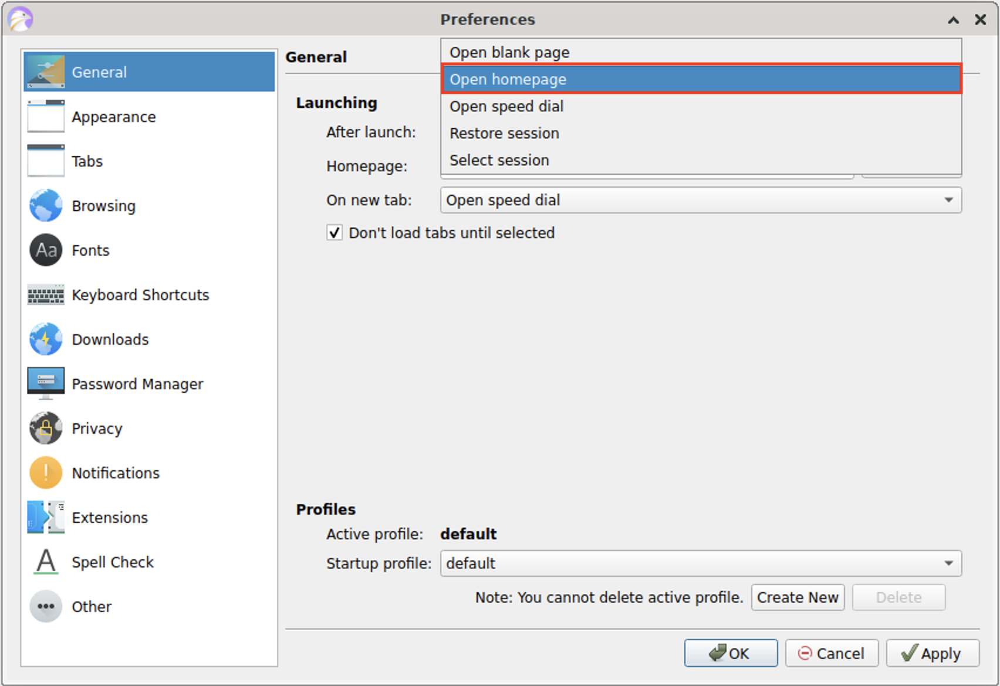 Preferences
General
Appearance
Tabs
Browsing
Aa Fonts
Keyboard Shortcuts
Downloads
Password Manager
Privacy
! Notifications
Extensions
A Spell Check
Other
General
Open blank page
Open homepage
Open speed dial
Restore session
Select session
Launching
After launch:
Homepage:
On new tab: Open speed dial
Don't load tabs until selected
Profiles
Active profile: default
Startup profile: default
Note: You cannot delete active profile. Create New Delete
OK Cancel Apply